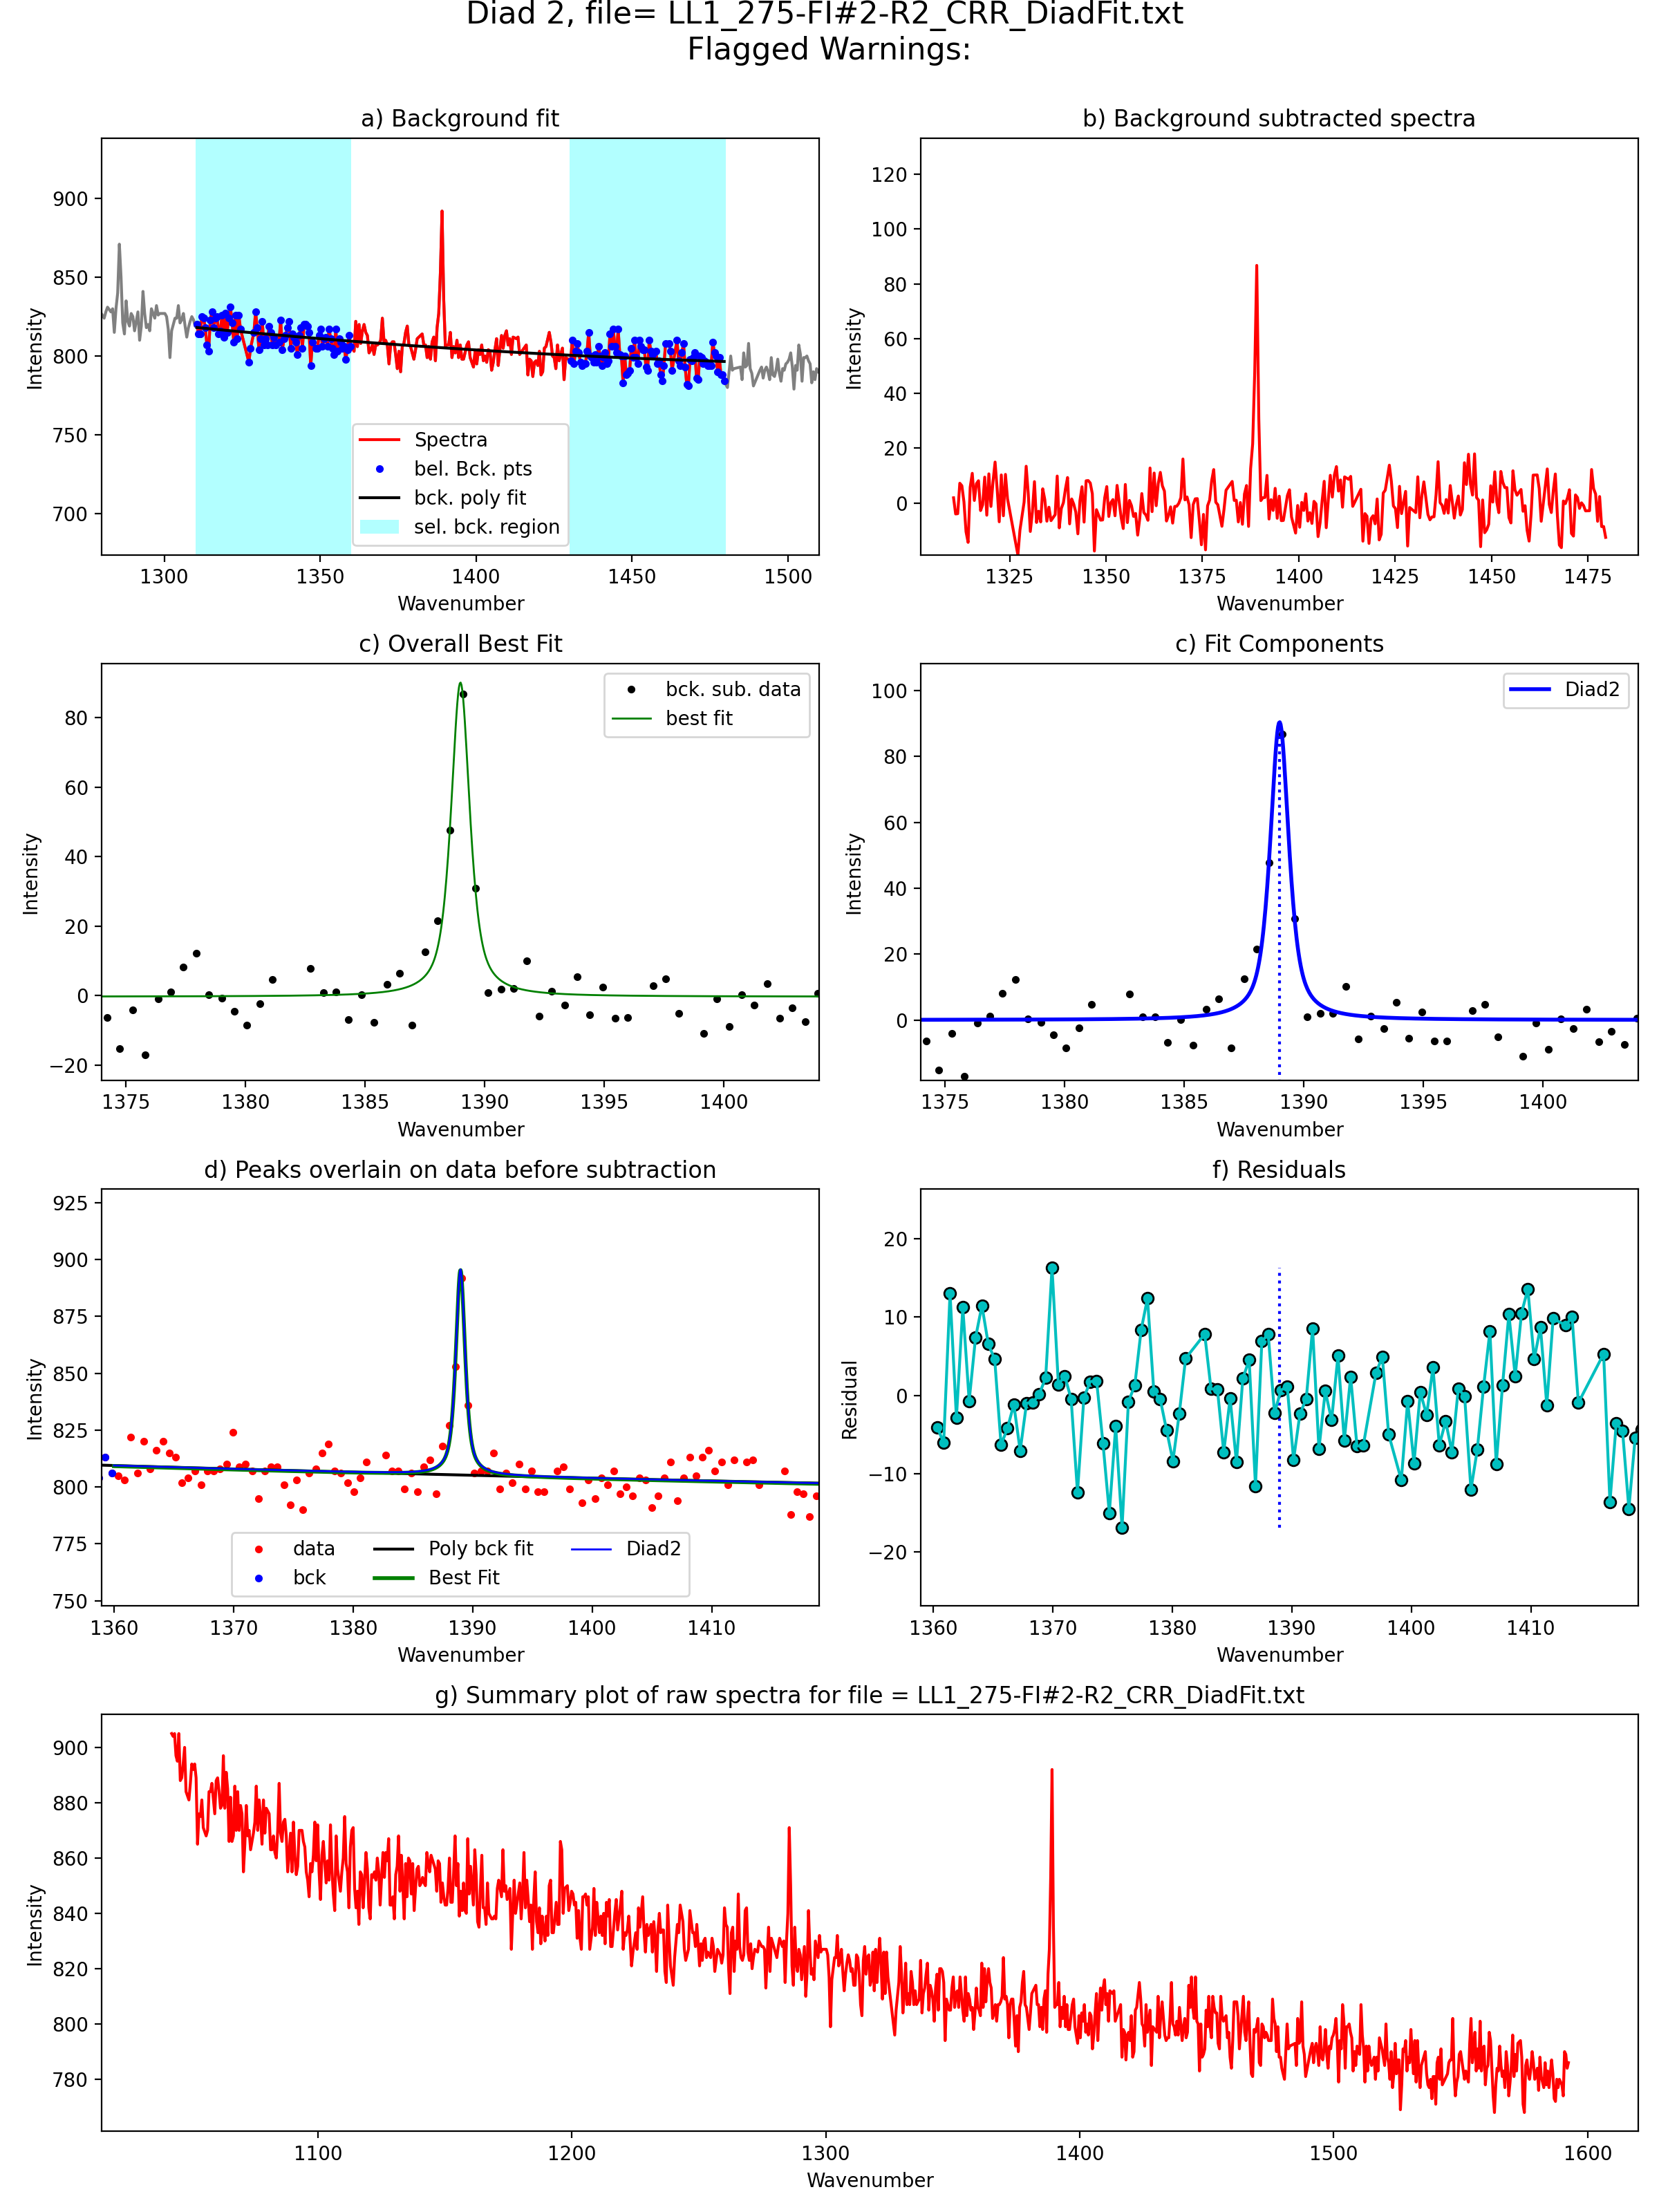 Diad 2, file= LL1_275-FI#2-R2_CRR_DiadFit.txt
Flagged Warnings:
a) Background fit
Intensity
900
850
800
750
700
Spectra
bel. Bck. pts
bck. poly fit
sel. bck. region
1300 1350 1400 1450 1500
Wavenumber
b) Background subtracted spectra
Intensity
120
100
80
60
40
20
0
1325 1350 1375 1400 1425 1450 1475
Wavenumber
c) Overall Best Fit
Intensity
80
60
40
20
0
−20
bck. sub. data
best fit
1375 1380 1385 1390 1395 1400
Wavenumber
c) Fit Components
Intensity
100
80
60
40
20
0
Diad2
1375 1380 1385 1390 1395 1400
Wavenumber
d) Peaks overlain on data before subtraction
Intensity
925
900
875
850
825
800
775
750
data
bck
Poly bck fit
Best Fit
Diad2
1360 1370 1380 1390 1400 1410
Wavenumber
f) Residuals
Residual
20
10
0
−10
−20
1360 1370 1380 1390 1400 1410
Wavenumber
g) Summary plot of raw spectra for file = LL1_275-FI#2-R2_CRR_DiadFit.txt
Intensity
900
880
860
840
820
800
780
1100 1200 1300 1400 1500 1600
Wavenumber